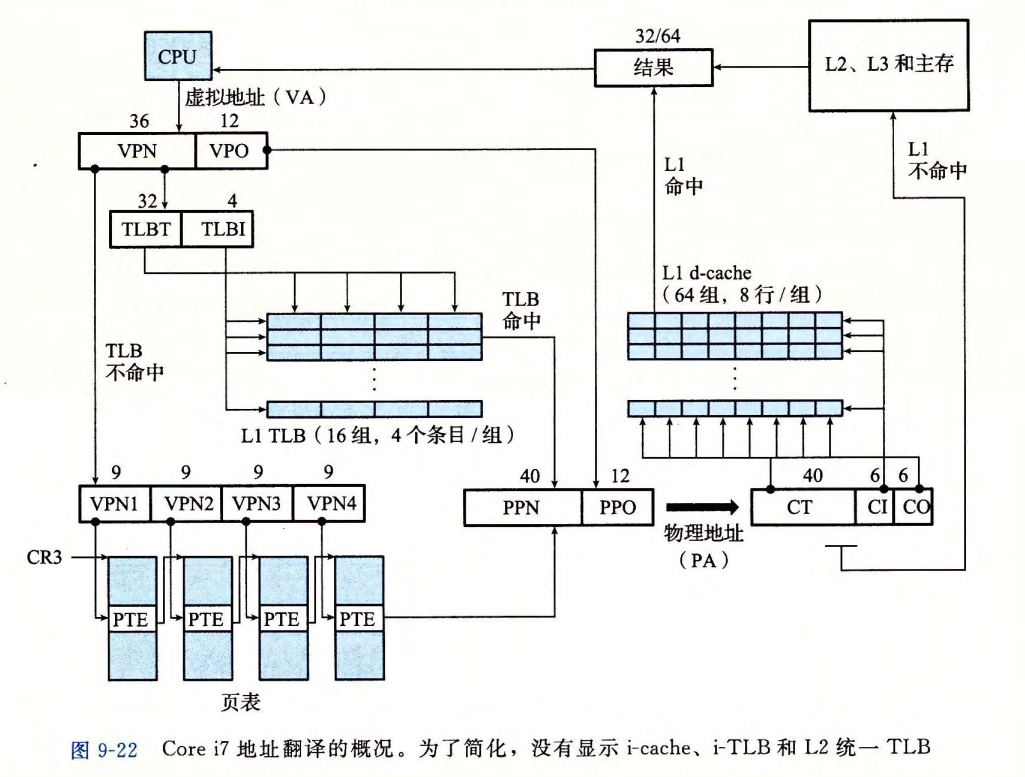 CPU
虚拟地址（VA）
32/64
结果
L2、L3 和主存
36 12
VPN VPO
L1
命中
L1
不命中
32 4
TLBT TLBI
L1 d-cache
（64 组，8 行/组）
TLB
命中
TLB
不命中
L1 TLB（16 组，4 个条目/组）
9 9 9 9
VPN1 VPN2 VPN3 VPN4
40 12
PPN PPO
物理地址
（PA）
40 6 6
CT CI CO
CR3
PTE PTE PTE PTE
页表
图 9-22 Core i7 地址翻译的概况。为了简化，没有显示 i-cache、i-TLB 和 L2 统一 TLB